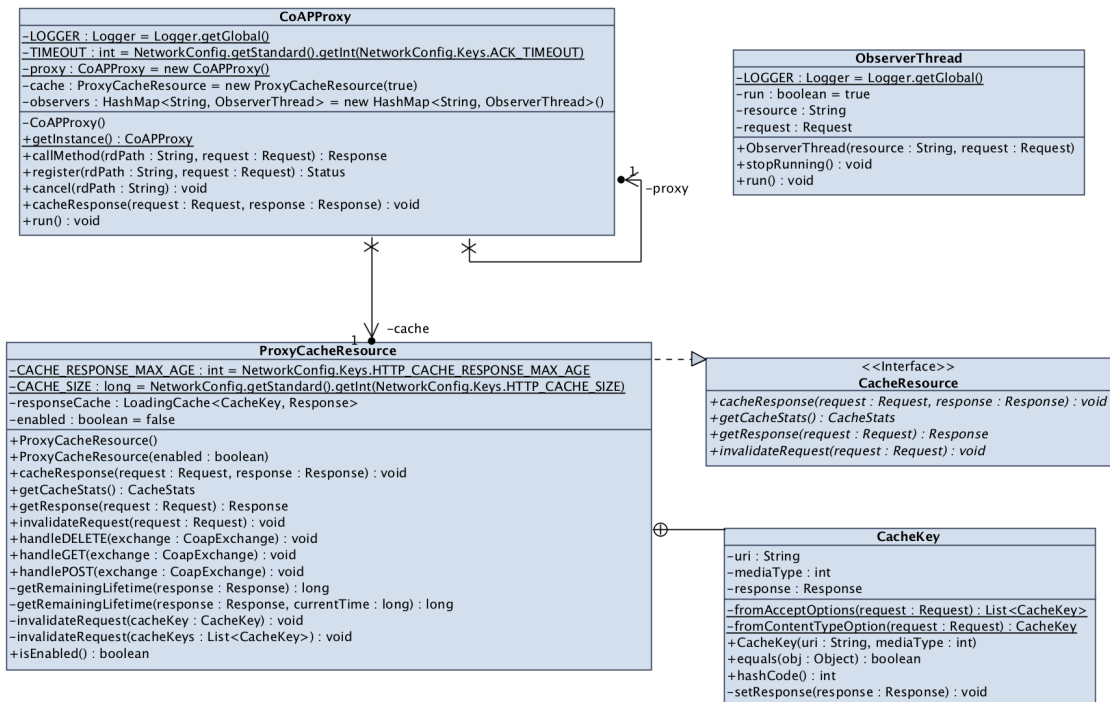 CoAPProxy
-LOGGER : Logger = Logger.getGlobal()
-TIMEOUT : int = NetworkConfig.getStandard().getInt(NetworkConfig.Keys.ACK_TIMEOUT)
-proxy : CoAPProxy = new CoAPProxy()
-cache : ProxyCacheResource = new ProxyCacheResource(true)
-observers : HashMap<String, ObserverThread> = new HashMap<String, ObserverThread>()
-CoAPProxy()
+getInstance() : CoAPProxy
+callMethod(rdPath : String, request : Request) : Response
+register(rdPath : String, request : Request) : Status
+cancel(rdPath : String) : void
+cacheResponse(request : Request, response : Response) : void
+run() : void
ObserverThread
-LOGGER : Logger = Logger.getGlobal()
-run : boolean = true
-resource : String
-request : Request
+ObserverThread(resource : String, request : Request)
+stopRunning() : void
+run() : void
1
-proxy
-cache
1
ProxyCacheResource
-CACHE_RESPONSE_MAX_AGE : int = NetworkConfig.Keys.HTTP_CACHE_RESPONSE_MAX_AGE
-CACHE_SIZE : long = NetworkConfig.getStandard().getInt(NetworkConfig.Keys.HTTP_CACHE_SIZE)
-responseCache : LoadingCache<CacheKey, Response>
-enabled : boolean = false
+ProxyCacheResource()
+ProxyCacheResource(enabled : boolean)
+cacheResponse(request : Request, response : Response) : void
+getCacheStats() : CacheStats
+getResponse(request : Request) : Response
+invalidateRequest(request : Request) : void
+handleDELETE(exchange : CoapExchange) : void
+handleGET(exchange : CoapExchange) : void
+handlePOST(exchange : CoapExchange) : void
-getRemainingLifetime(response : Response) : long
-getRemainingLifetime(response : Response, currentTime : long) : long
-invalidateRequest(cacheKey : CacheKey) : void
-invalidateRequest(cacheKeys : List<CacheKey>) : void
+isEnabled() : boolean
<<Interface>>
CacheResource
+cacheResponse(request : Request, response : Response) : void
+getCacheStats() : CacheStats
+getResponse(request : Request) : Response
+invalidateRequest(request : Request) : void
CacheKey
-uri : String
-mediaType : int
-response : Response
-fromAcceptOptions(request : Request) : List<CacheKey>
-fromContentTypeOption(request : Request) : CacheKey
+CacheKey(uri : String, mediaType : int)
+equals(obj : Object) : boolean
+hashCode() : int
-setResponse(response : Response) : void